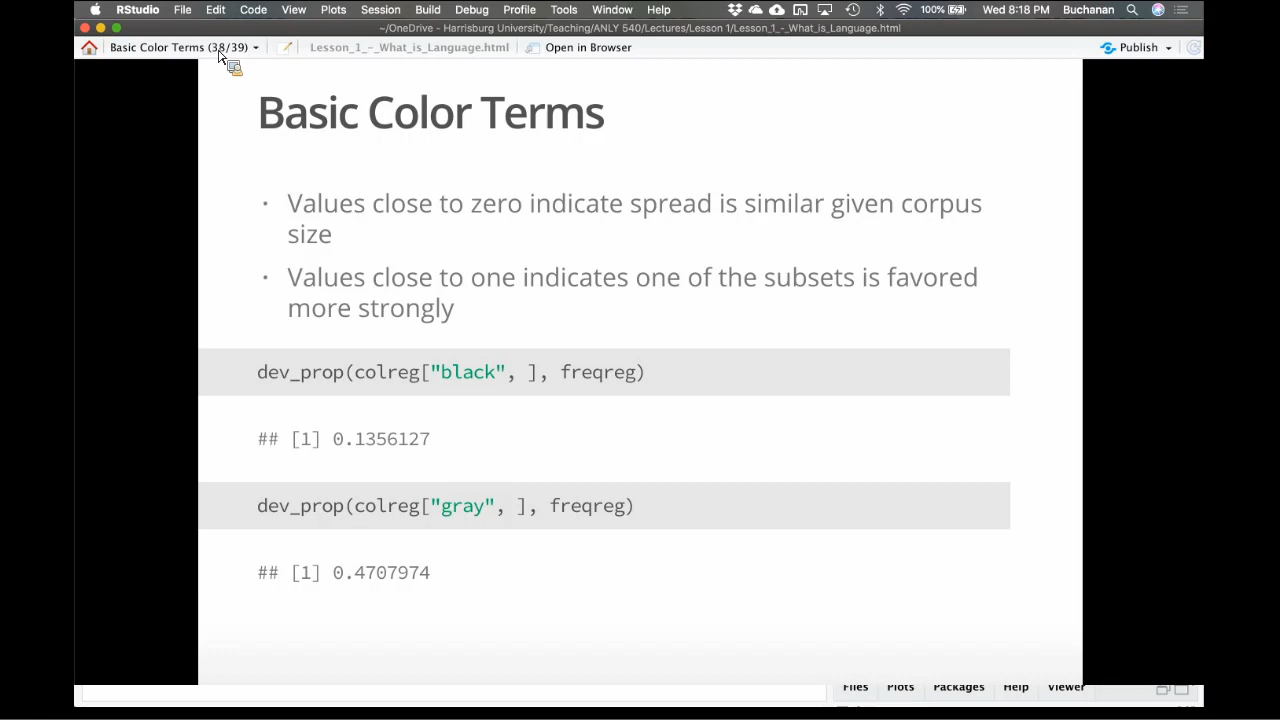 RStudio File Edit Code View Plots Session Build Debug Profile Tools Window Help 100% Wed 8:18 PM Buchanan
~/OneDrive - Harrisburg University/Teaching/ANLY 540/Lectures/Lesson 1/Lesson_1_-_What_is_Language.html
Basic Color Terms (38/39) Lesson_1_-_What_is_Language.html Open in Browser Publish
Basic Color Terms
• Values close to zero indicate spread is similar given corpus
size
• Values close to one indicates one of the subsets is favored
more strongly
dev_prop(colreg["black", ], freqreg)
## [1] 0.1356127
dev_prop(colreg["gray", ], freqreg)
## [1] 0.4707974
Files Plots Packages Help Viewer